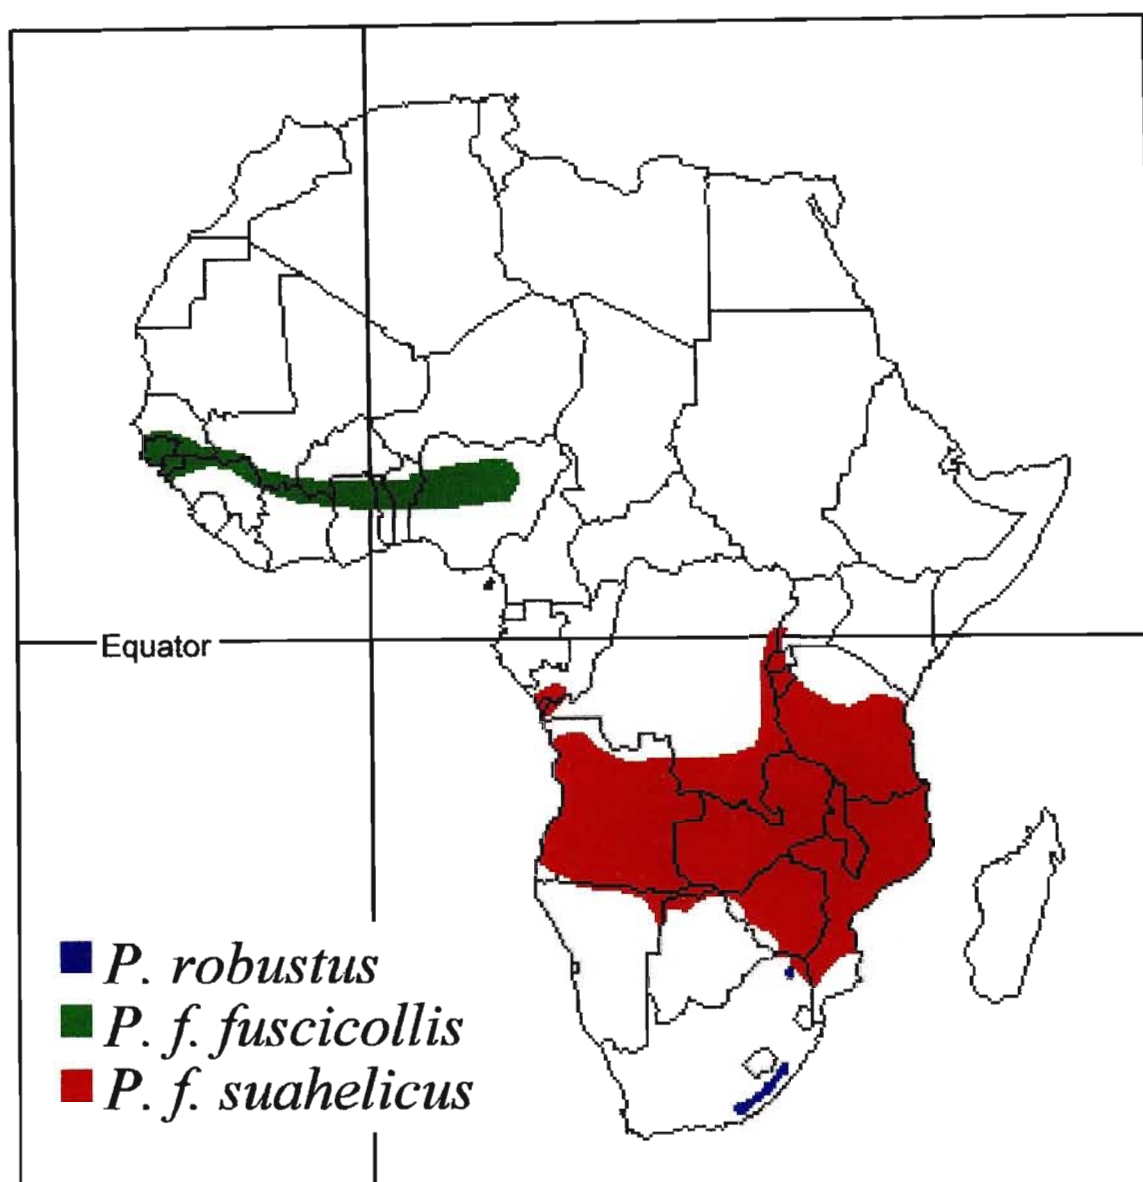 Equator
P. robustus
P. f. fuscicollis
P. f. suahelicus